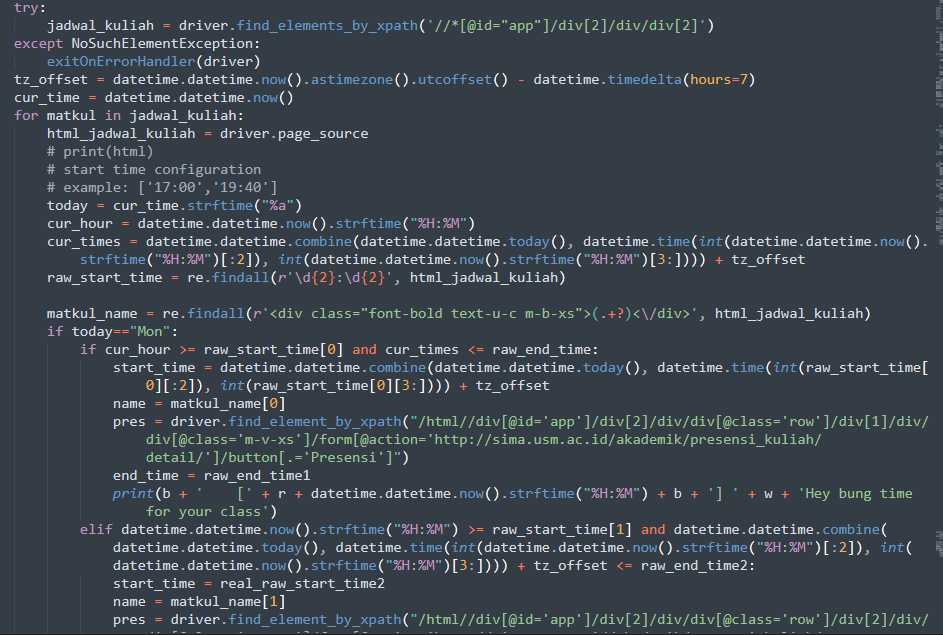 try:
    jadwal_kuliah = driver.find_elements_by_xpath('//*[@id="app"]/div[2]/div/div[2]')
except NoSuchElementException:
    exitOnErrorHandler(driver)
tz_offset = datetime.datetime.now().astimezone().utcoffset() - datetime.timedelta(hours=7)
cur_time = datetime.datetime.now()
for matkul in jadwal_kuliah:
    html_jadwal_kuliah = driver.page_source
    # print(html)
    # start time configuration
    # example: ['17:00','19:40']
    today = cur_time.strftime("%a")
    cur_hour = datetime.datetime.now().strftime("%H:%M")
    cur_times = datetime.datetime.combine(datetime.datetime.today(), datetime.time(int(datetime.datetime.now().
        strftime("%H:%M")[:2]), int(datetime.datetime.now().strftime("%H:%M")[3:]))) + tz_offset
    raw_start_time = re.findall(r'\d{2}:\d{2}', html_jadwal_kuliah)
    matkul_name = re.findall(r'<div class="font-bold text-u-c m-b-xs">(.+?)<\/div>', html_jadwal_kuliah)
    if today=="Mon":
        if cur_hour >= raw_start_time[0] and cur_times <= raw_end_time:
            start_time = datetime.datetime.combine(datetime.datetime.today(), datetime.time(int(raw_start_time[
                0][:2]), int(raw_start_time[0][3:]))) + tz_offset
            name = matkul_name[0]
            pres = driver.find_element_by_xpath("/html//div[@id='app']/div[2]/div/div[@class='row']/div[1]/div/
                div[@class='m-v-xs']/form[@action='http://sima.usm.ac.id/akademik/presensi_kuliah/
                detail/']/button[.='Presensi']")
            end_time = raw_end_time1
            print(b + '    [' + r + datetime.datetime.now().strftime("%H:%M") + b + '] ' + w + 'Hey bung time
                for your class')
        elif datetime.datetime.now().strftime("%H:%M") >= raw_start_time[1] and datetime.datetime.combine(
            datetime.datetime.today(), datetime.time(int(datetime.datetime.now().strftime("%H:%M")[:2]), int(
            datetime.datetime.now().strftime("%H:%M")[3:]))) + tz_offset <= raw_end_time2:
            start_time = real_raw_start_time2
            name = matkul_name[1]
            pres = driver.find_element_by_xpath("/html//div[@id='app']/div[2]/div/div[@class='row']/div[2]/div/